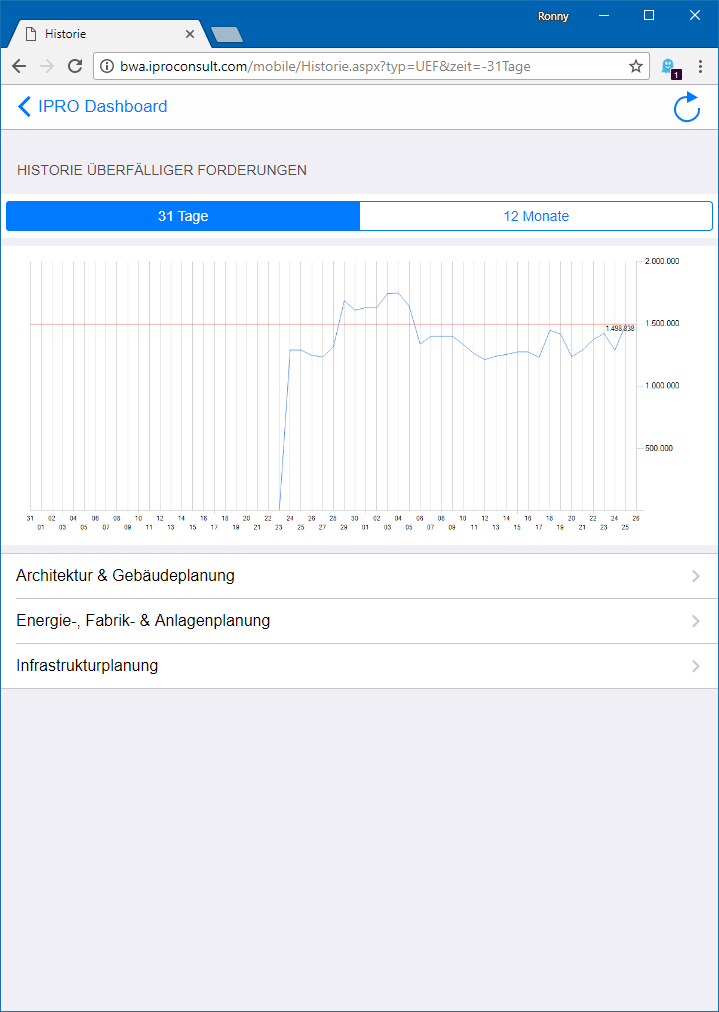 Ronny
Historie
bwa.iproconsult.com/mobile/Historie.aspx?typ=UEF&zeit=-31Tage
1
IPRO Dashboard
HISTORIE ÜBERFÄLLIGER FORDERUNGEN
31 Tage
12 Monate
2.000.000
1.500.000
1.498.838
1.000.000
500.000
31 02 04 06 08 10 12 14 16 18 20 22 24 26 28 30 02 04 06 08 10 12 14 16 18 20 22 24 26
01 03 05 07 09 11 13 15 17 19 21 23 25 27 29 31 01 03 05 07 09 11 13 15 17 19 21 23 25
Architektur & Gebäudeplanung
Energie-, Fabrik- & Anlagenplanung
Infrastrukturplanung